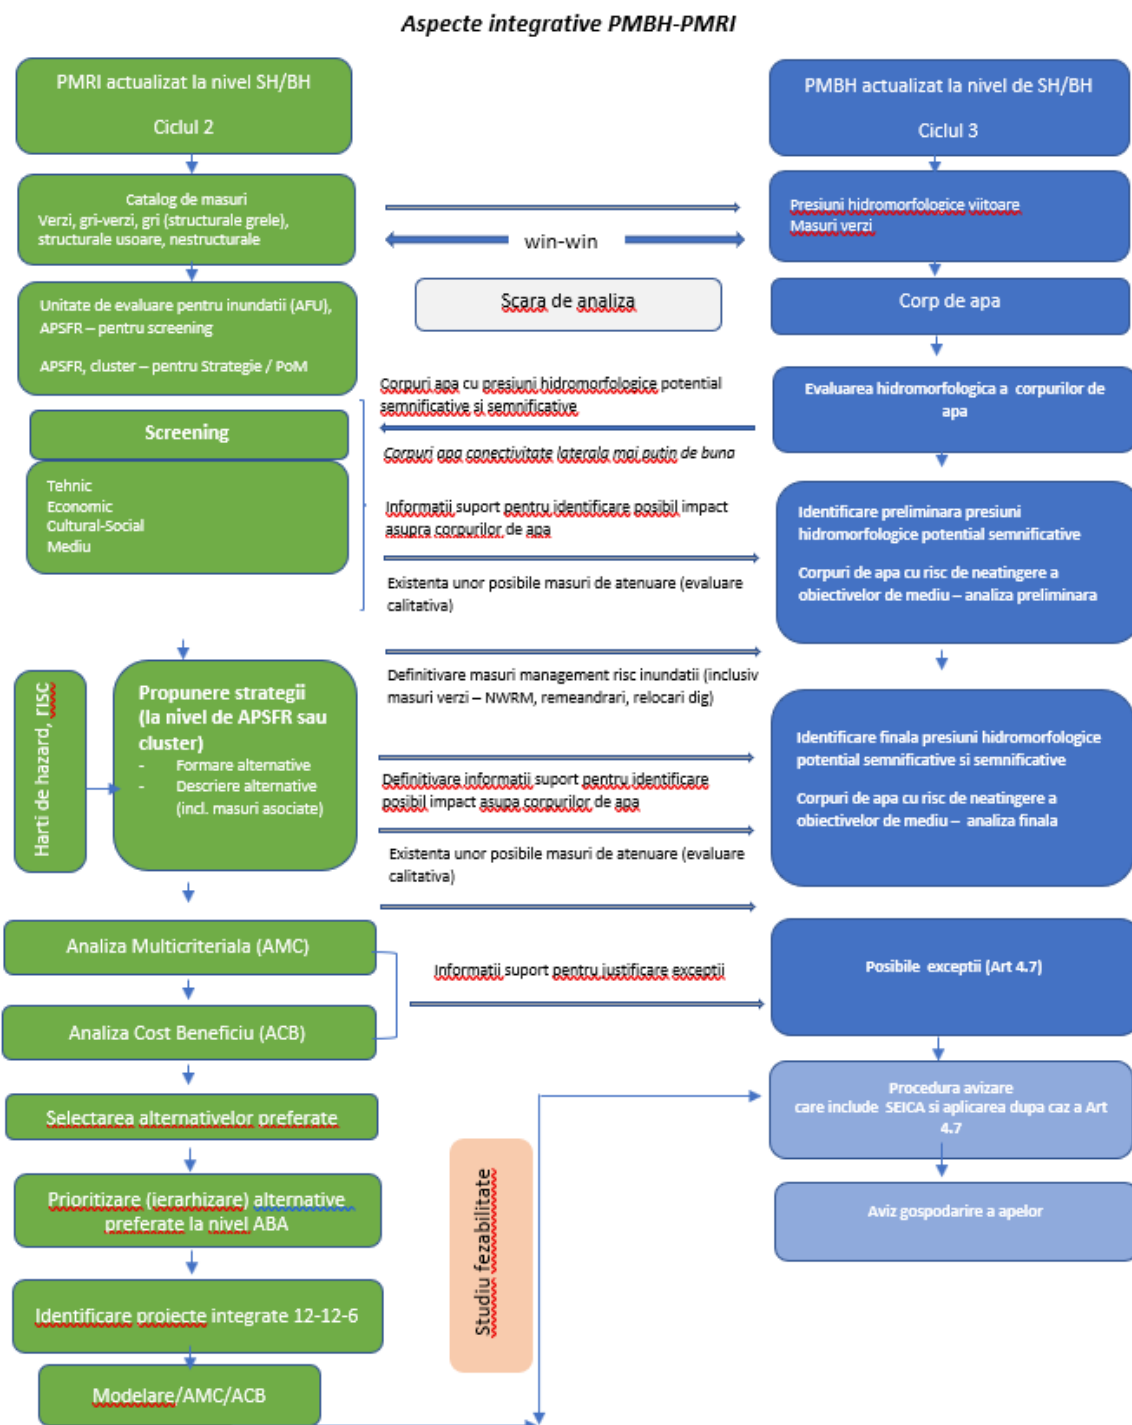 Aspecte integrative PMBH-PMRI
PMRI actualizat la nivel SH/BH
Ciclul 2
PMBH actualizat la nivel de SH/BH
Ciclul 3
Catalog de masuri
Verzi, gri-verzi, gri (structurale grele),
structurale usoare, nestructurale
win-win
Presiuni hidromorfologice viitoare
Masuri verzi
Unitate de evaluare pentru inundatii (AFU),
APSFR – pentru screening
APSFR, cluster – pentru Strategie / PoM
Scara de analiza
Corp de apa
Corpuri apa cu presiuni hidromorfologice potential
semnificative si semnificative
Evaluarea hidromorfologica a corpurilor de
apa
Screening
Corpuri apa conectivitate laterala mai putin de buna
Tehnic
Economic
Cultural-Social
Mediu
Informatii suport pentru identificare posibil impact
asupra corpurilor de apa
Existenta unor posibile masuri de atenuare (evaluare
calitativa)
Identificare preliminara presiuni
hidromorfologice potential semnificative
Corpuri de apa cu risc de neatingere a
obiectivelor de mediu – analiza preliminara
Harti de hazard, risc
Propunere strategii
(la nivel de APSFR sau
cluster)
- Formare alternative
- Descriere alternative
(incl. masuri asociate)
Definitivare masuri management risc inundatii (inclusiv
masuri verzi – NWRM, remeandrari, relocari dig)
Definitivare informatii suport pentru identificare
posibil impact asupa corpurilor de apa
Existenta unor posibile masuri de atenuare (evaluare
calitativa)
Identificare finala presiuni hidromorfologice
potential semnificative si semnificative
Corpuri de apa cu risc de neatingere a
obiectivelor de mediu – analiza finala
Analiza Multicriteriala (AMC)
Informatii suport pentru justificare exceptii
Posibile exceptii (Art 4.7)
Analiza Cost Beneficiu (ACB)
Selectarea alternativelor preferate
Procedura avizare
care include SEICA si aplicarea dupa caz a Art
4.7
Prioritizare (ierarhizare) alternative
preferate la nivel ABA
Studiu fezabilitate
Aviz gospodarire a apelor
Identificare proiecte integrate 12-12-6
Modelare/AMC/ACB